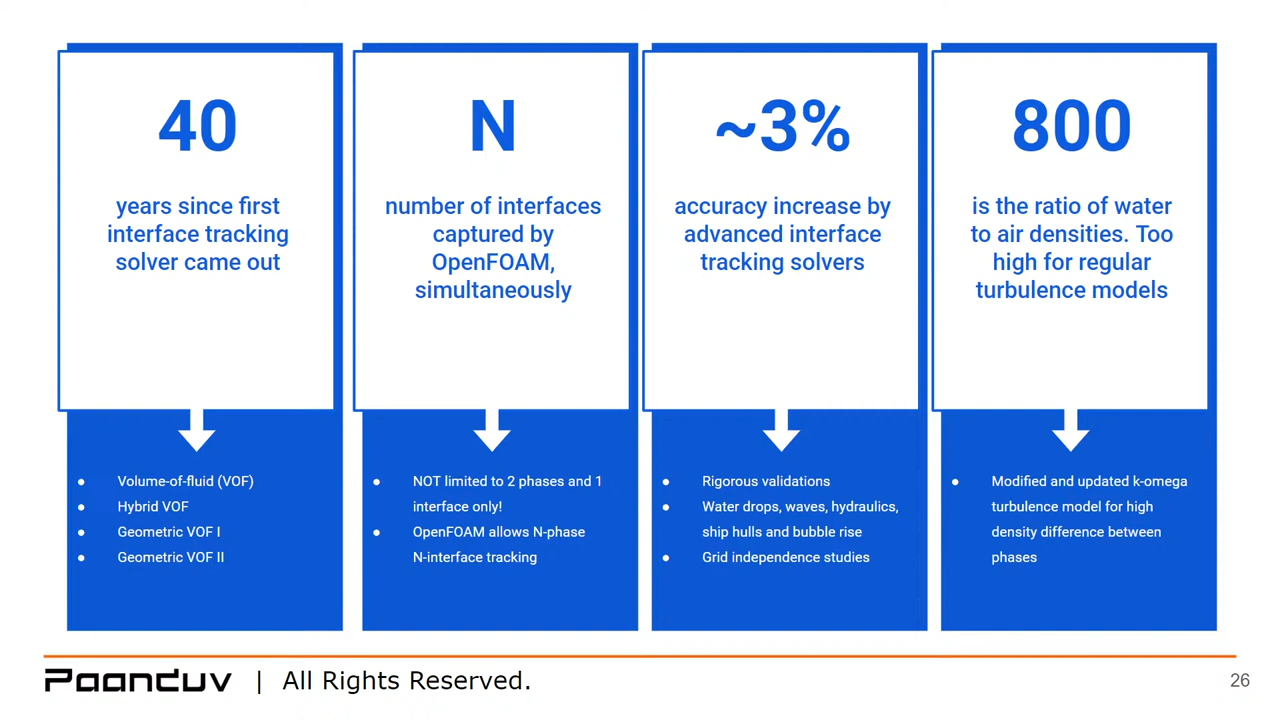 40
years since first
interface tracking
solver came out
● Volume-of-fluid (VOF)
● Hybrid VOF
● Geometric VOF I
● Geometric VOF II
N
number of interfaces
captured by
OpenFOAM,
simultaneously
● NOT limited to 2 phases and 1
interface only!
● OpenFOAM allows N-phase
N-interface tracking
~3%
accuracy increase by
advanced interface
tracking solvers
● Rigorous validations
● Water drops, waves, hydraulics,
ship hulls and bubble rise
● Grid independence studies
800
is the ratio of water
to air densities. Too
high for regular
turbulence models
● Modified and updated k-omega
turbulence model for high
density difference between
phases
Paanduv | All Rights Reserved.
26